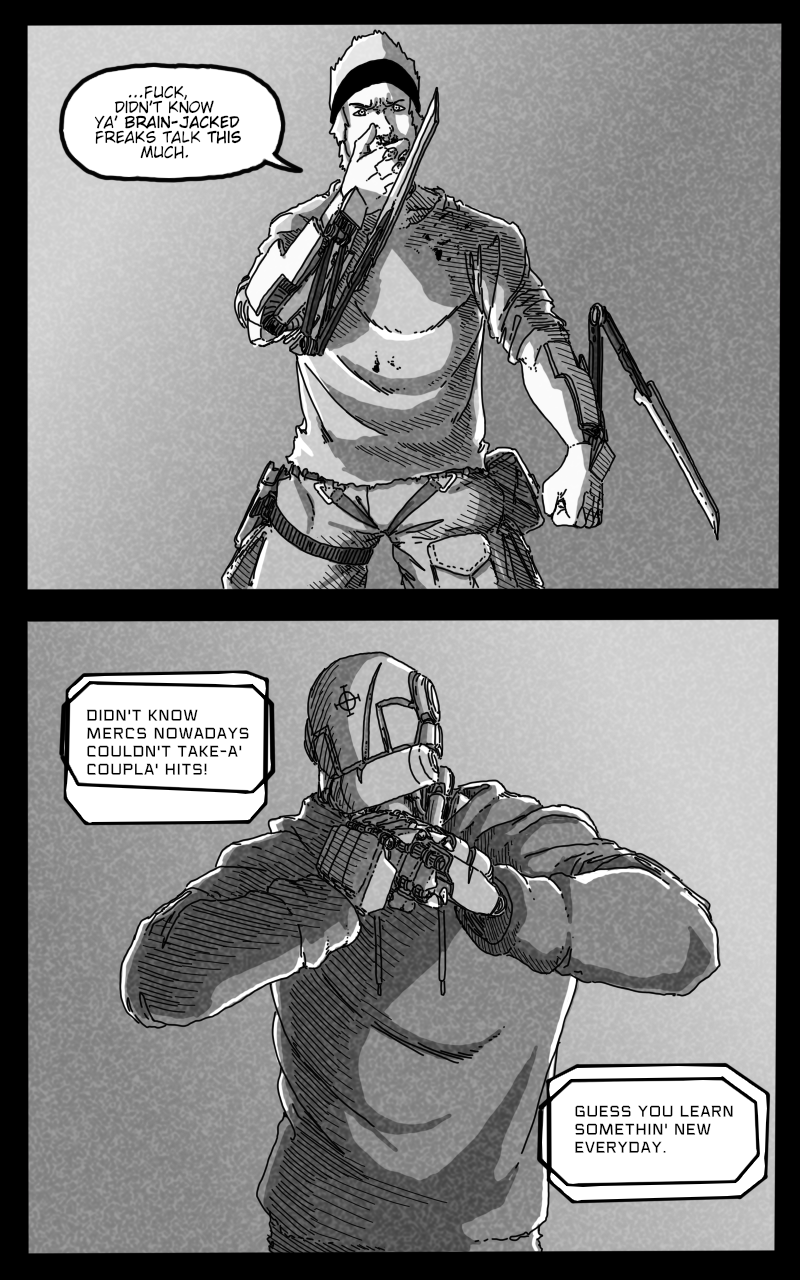 ...FUCK,
DIDN'T KNOW
YA' BRAIN-JACKED
FREAKS TALK THIS
MUCH.
DIDN'T KNOW
MERCS NOWADAYS
COULDN'T TAKE-A'
COUPLA' HITS!
GUESS YOU LEARN
SOMETHIN' NEW
EVERYDAY.